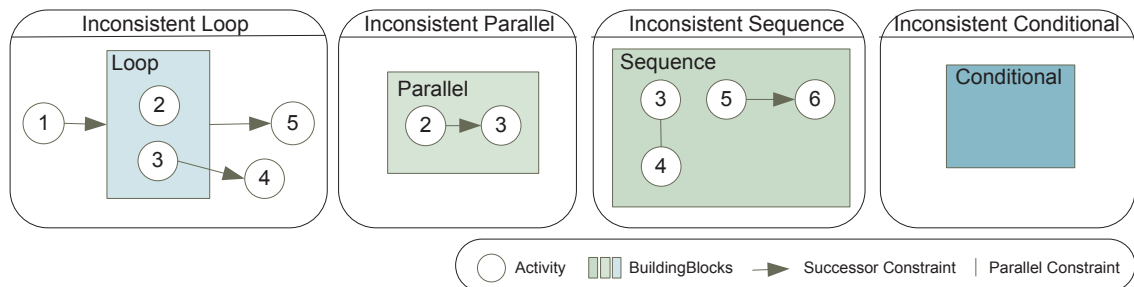 Inconsistent Loop
Loop
1
2
3
5
4
Inconsistent Parallel
Parallel
2
3
Inconsistent Sequence
Sequence
3
5
6
4
Inconsistent Conditional
Conditional
Activity
BuildingBlocks
Successor Constraint
Parallel Constraint